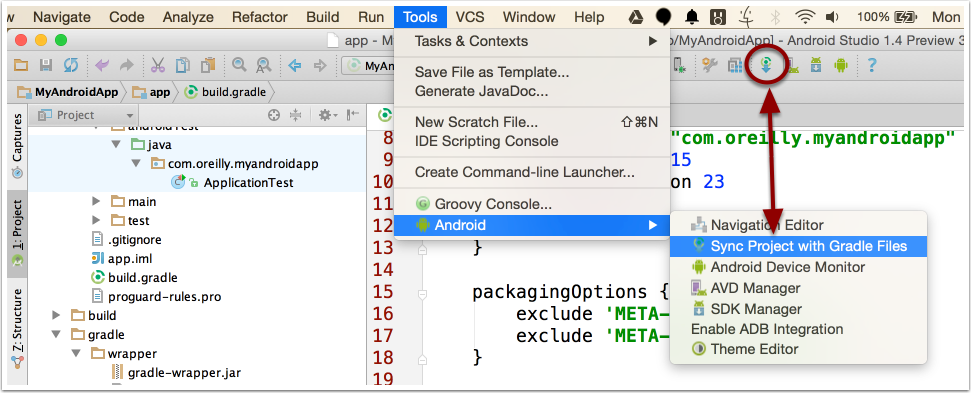 Navigate Code Analyze Refactor Build Run Tools VCS Window Help 100% Mon
app - M /MyAndroidApp] - Android Studio 1.4 Preview 3
MyAn
MyAndroidApp app build.gradle
Project
Captures
1: Project
Z: Structure
androidTest
java
com.oreilly.myandroidapp
ApplicationTest
main
test
.gitignore
app.iml
build.gradle
proguard-rules.pro
build
gradle
wrapper
gradle-wrapper.jar
Tasks & Contexts
Save File as Template...
Generate JavaDoc...
New Scratch File... ⇧⌘N
IDE Scripting Console
Create Command-line Launcher...
Groovy Console...
Android
Navigation Editor
Sync Project with Gradle Files
Android Device Monitor
AVD Manager
SDK Manager
Enable ADB Integration
Theme Editor
8 "com.oreilly.myandroidapp"
9 15
10 on 23
11
12
13 }
14
15 packagingOptions {
16 exclude 'META-
17 exclude 'META-
18 }
19